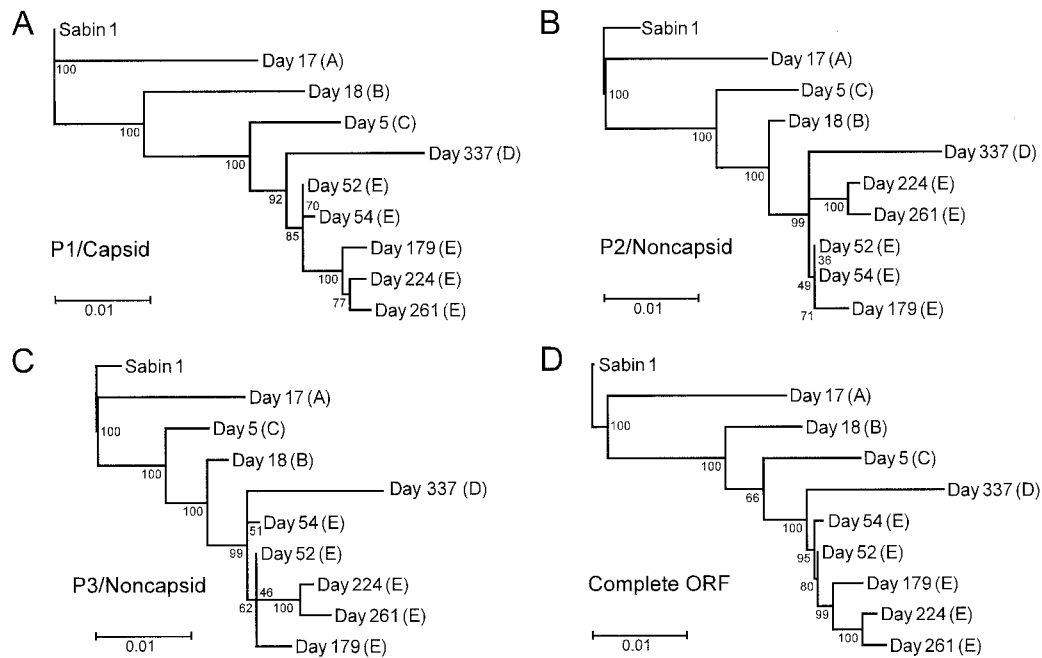 A
Sabin 1
Day 17 (A)
100
Day 18 (B)
100
Day 5 (C)
100
Day 337 (D)
92
Day 52 (E)
70
Day 54 (E)
85
Day 179 (E)
100
Day 224 (E)
77
Day 261 (E)
P1/Capsid
0.01
B
Sabin 1
Day 17 (A)
100
Day 5 (C)
100
Day 18 (B)
100
Day 337 (D)
Day 224 (E)
100
Day 261 (E)
99
Day 52 (E)
36
Day 54 (E)
49
Day 179 (E)
71
P2/Noncapsid
0.01
C
Sabin 1
Day 17 (A)
100
Day 5 (C)
100
Day 18 (B)
100
Day 337 (D)
Day 54 (E)
51
99
Day 52 (E)
46
Day 224 (E)
62
100
Day 261 (E)
Day 179 (E)
P3/Noncapsid
0.01
D
Sabin 1
Day 17 (A)
100
Day 18 (B)
100
Day 5 (C)
66
Day 337 (D)
100
Day 54 (E)
95
Day 52 (E)
80
Day 179 (E)
99
Day 224 (E)
100
Day 261 (E)
Complete ORF
0.01